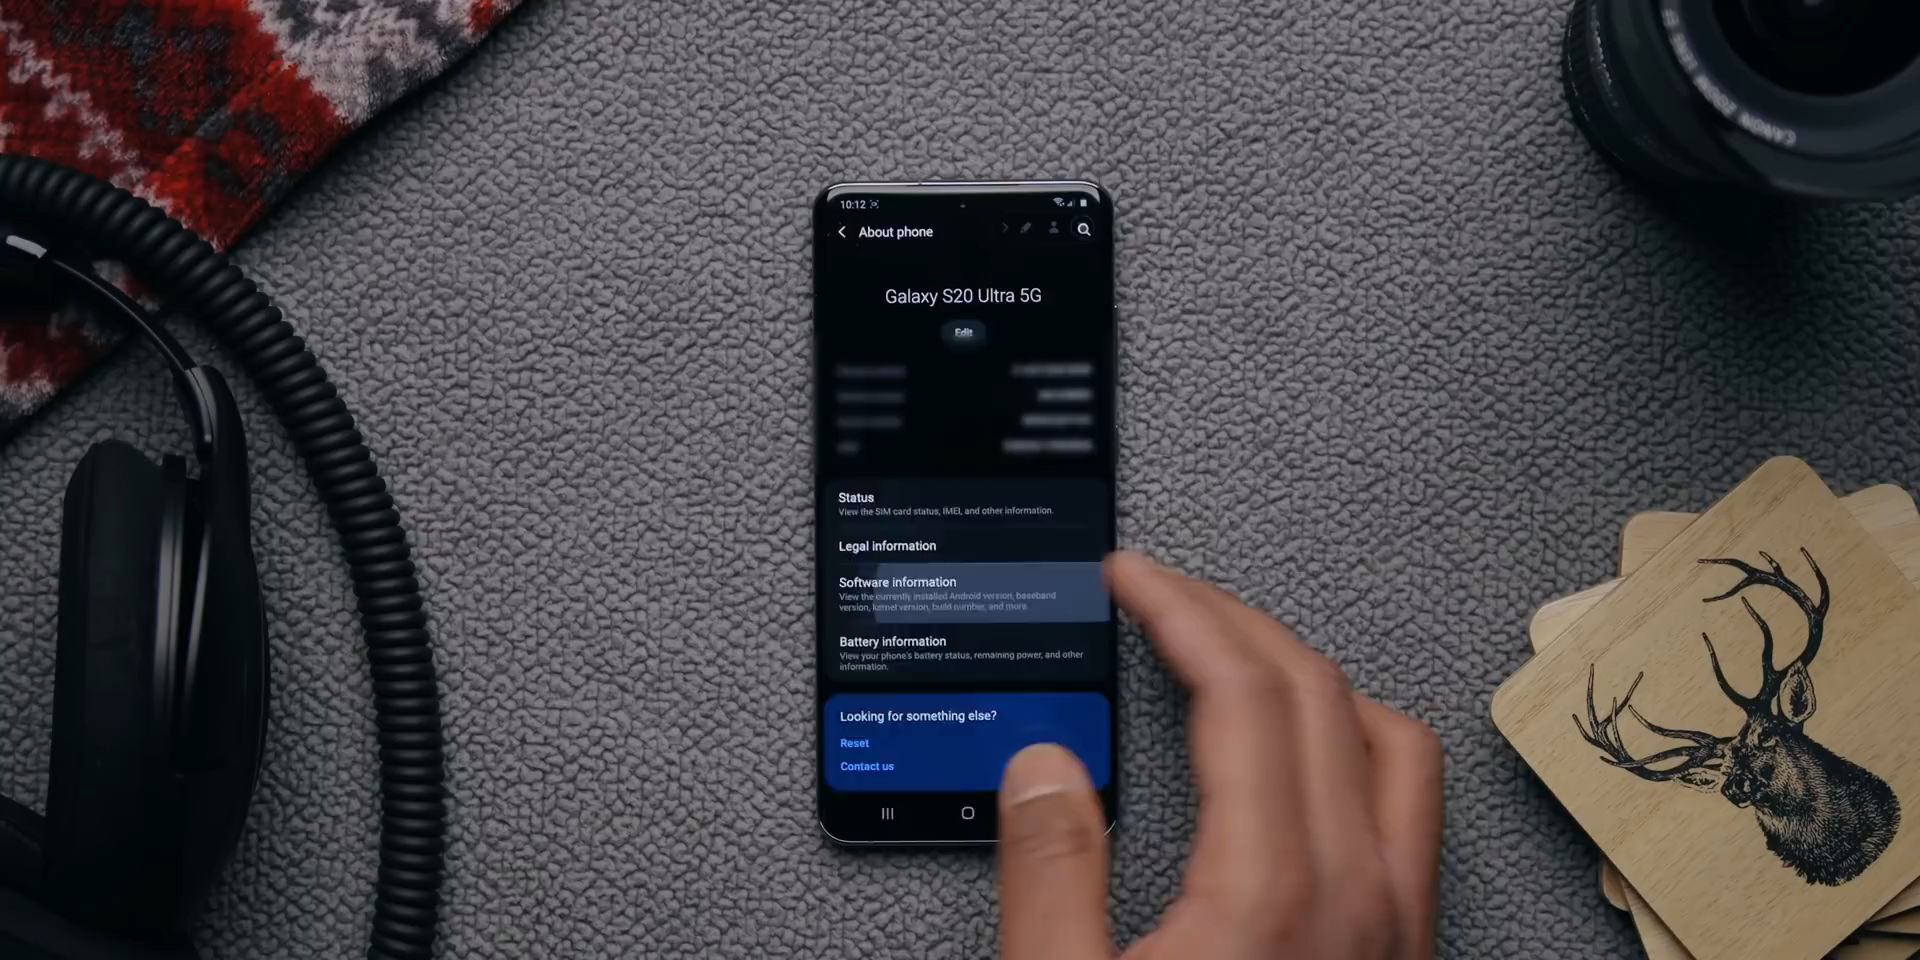 10:12
About phone
Galaxy S20 Ultra 5G
Edit
Status
View the SIM card status, IMEI, and other information.
Legal information
Software information
View the currently installed Android version, baseband
version, kernel version, build number, and more.
Battery information
View your phone's battery status, remaining power, and other
information.
Looking for something else?
Reset
Contact us
CANON ZOOM